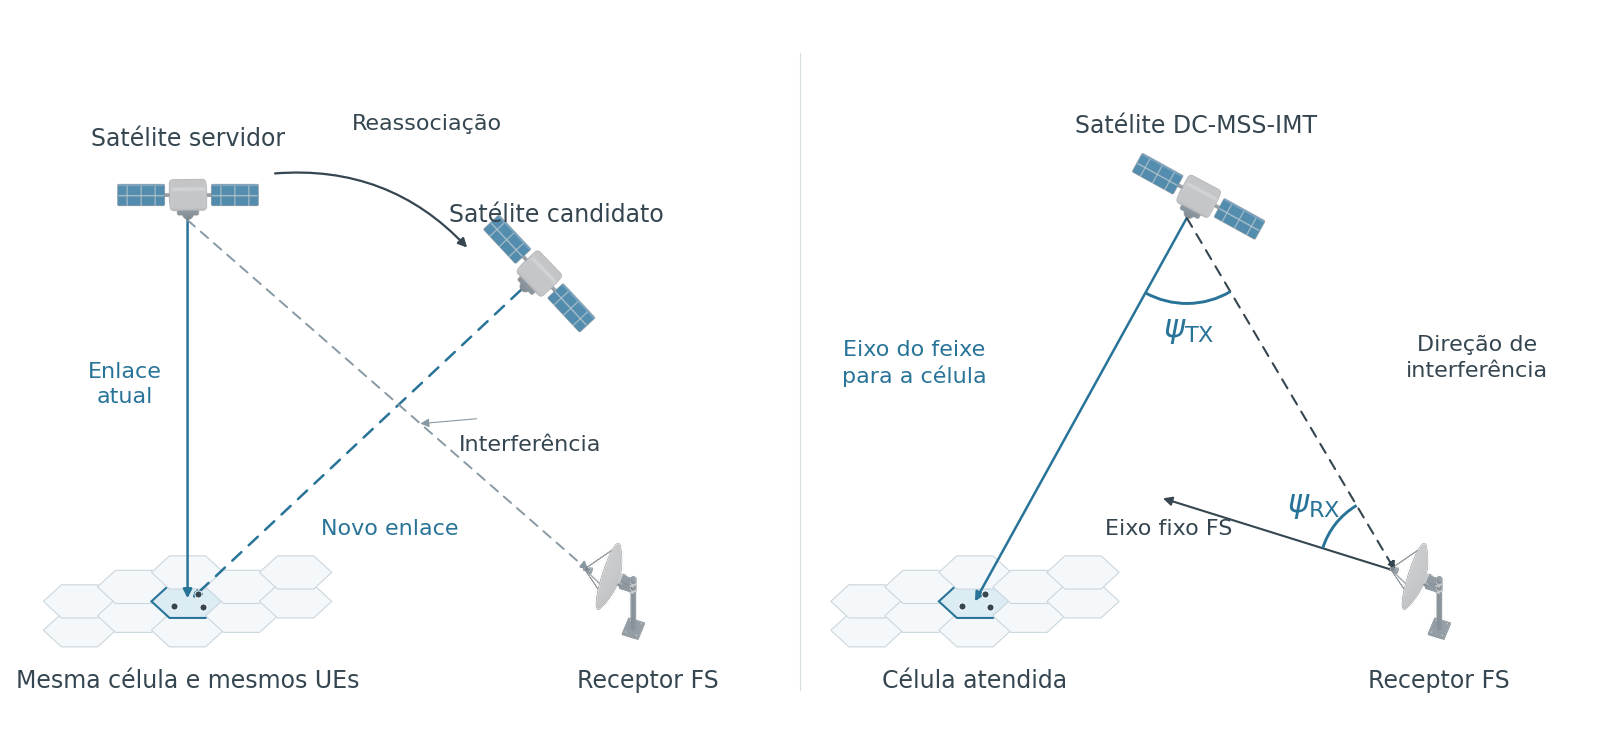 Reassociação
Satélite servidor
Satélite candidato
Enlace
atual
Interferência
Novo enlace
Mesma célula e mesmos UEs
Receptor FS
Satélite DC-MSS-IMT
ψTX
Eixo do feixe
para a célula
Direção de
interferência
ψRX
Eixo fixo FS
Célula atendida
Receptor FS